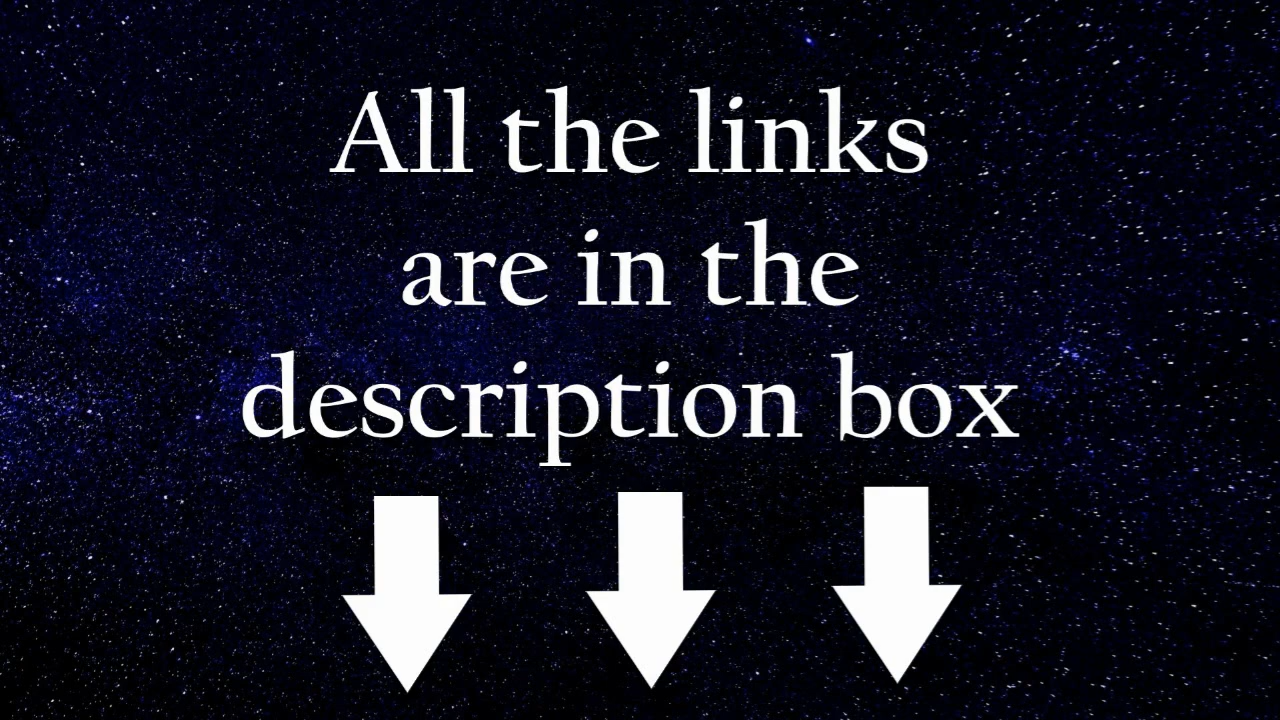 All the links
are in the
description box